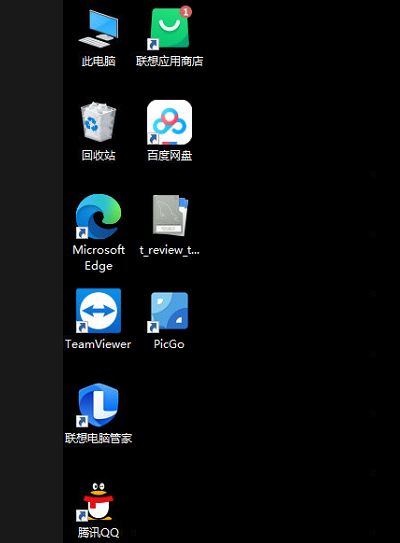 1
此电脑
联想应用商店
回收站
百度网盘
Microsoft
Edge
t_review_t...
TeamViewer
PicGo
联想电脑管家
腾讯QQ